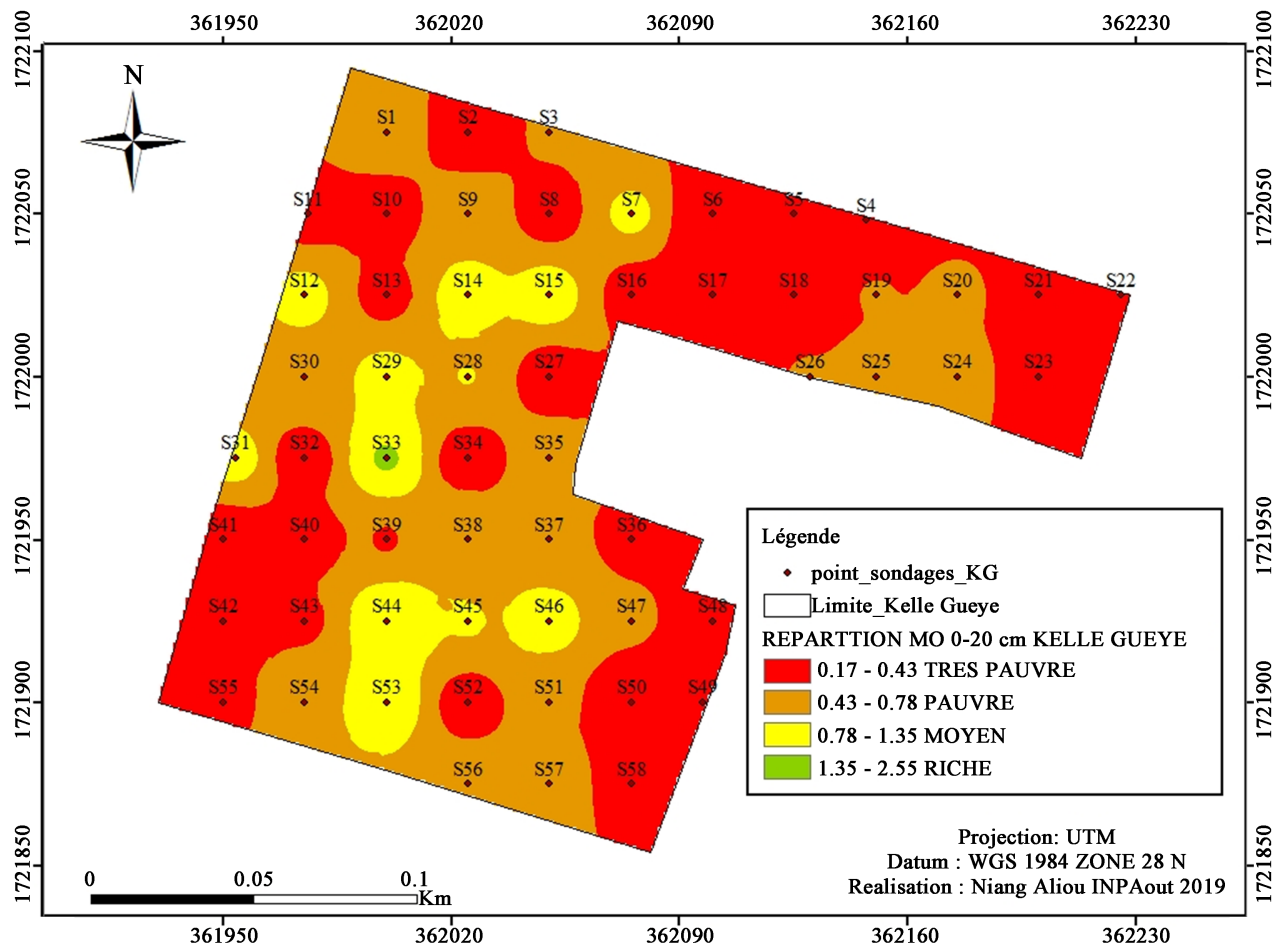 361950 362020 362090 362160 362230
1722100 1722100
N
S1 S2 S3
S11 S10 S9 S8 S7 S6 S5 S4
1722050 1722050
S12 S13 S14 S15 S16 S17 S18 S19 S20 S21 S22
S30 S29 S28 S27 S26 S25 S24 S23
1722000 1722000
S31 S32 S33 S34 S35
S41 S40 S39 S38 S37 S36
1721950 1721950
Légende
point_sondages_KG
Limite_Kelle Gueye
REPARTTION MO 0-20 cm KELLE GUEYE
0.17 - 0.43 TRES PAUVRE
0.43 - 0.78 PAUVRE
0.78 - 1.35 MOYEN
1.35 - 2.55 RICHE
S42 S43 S44 S45 S46 S47 S48
S55 S54 S53 S52 S51 S50 S49
1721900 1721900
S56 S57 S58
1721850 1721850
Projection: UTM
Datum : WGS 1984 ZONE 28 N
Realisation : Niang Aliou INPAout 2019
0 0.05 0.1
Km
361950 362020 362090 362160 362230